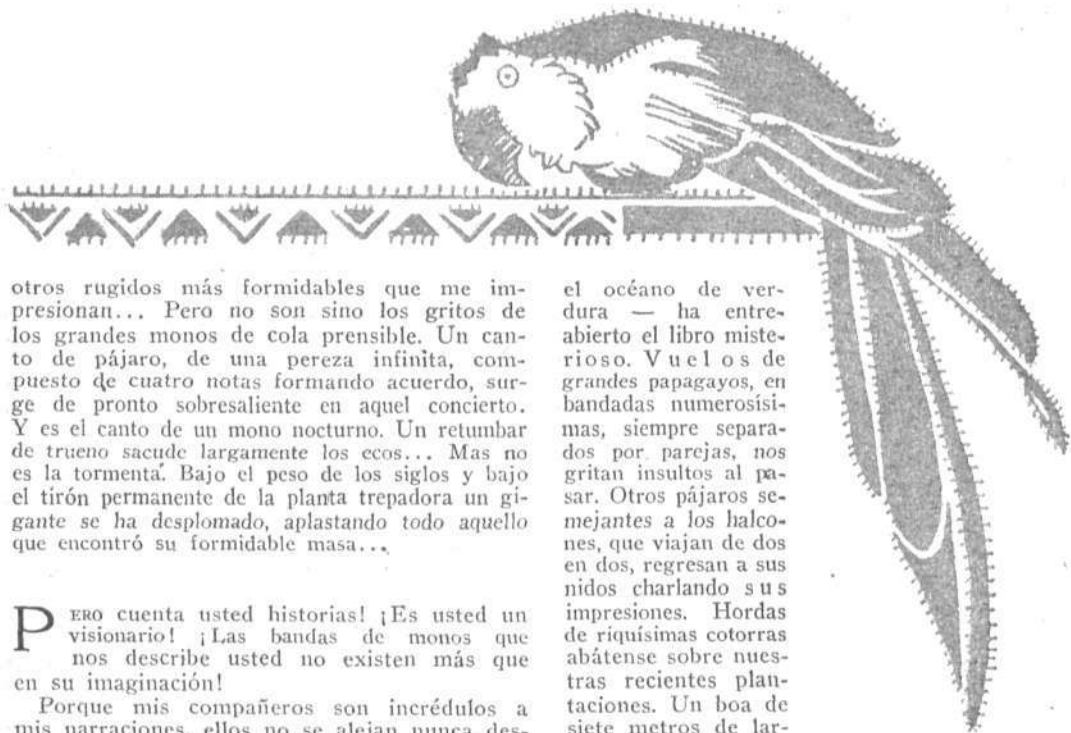 otros rugidos más formidables que me im-
presionan... Pero no son sino los gritos de
los grandes monos de cola prensible. Un can-
to de pájaro, de una pereza infinita, com-
puesto de cuatro notas formando acuerdo, sur-
ge de pronto sobresaliente en aquel concierto.
Y es el canto de un mono nocturno. Un retumbar
de trueno sacude largamente los ecos... Mas no
es la tormenta. Bajo el peso de los siglos y bajo
el tirón permanente de la planta trepadora un gi-
gante se ha desplomado, aplastando todo aquello
que encontró su formidable masa...
PERO cuenta usted historias! ¡Es usted un
visionario! ¡Las bandas de monos que
nos describe usted no existen más que
en su imaginación!
Porque mis compañeros son incrédulos a
mis narraciones, ellos no se alejan nunca des-
el océano de ver-
dura — ha entre-
abierto el libro miste-
rioso. Vuelos de
grandes papagayos, en
bandadas numerosísi-
mas, siempre separa-
dos por parejas, nos
gritan insultos al pa-
sar. Otros pájaros se-
mejantes a los halco-
nes, que viajan de dos
en dos, regresan a sus
nidos charlando sus
impresiones. Hordas
de riquísimas cotorras
abátense sobre nues-
tras recientes plan-
taciones. Un boa de
siete metros de lar-